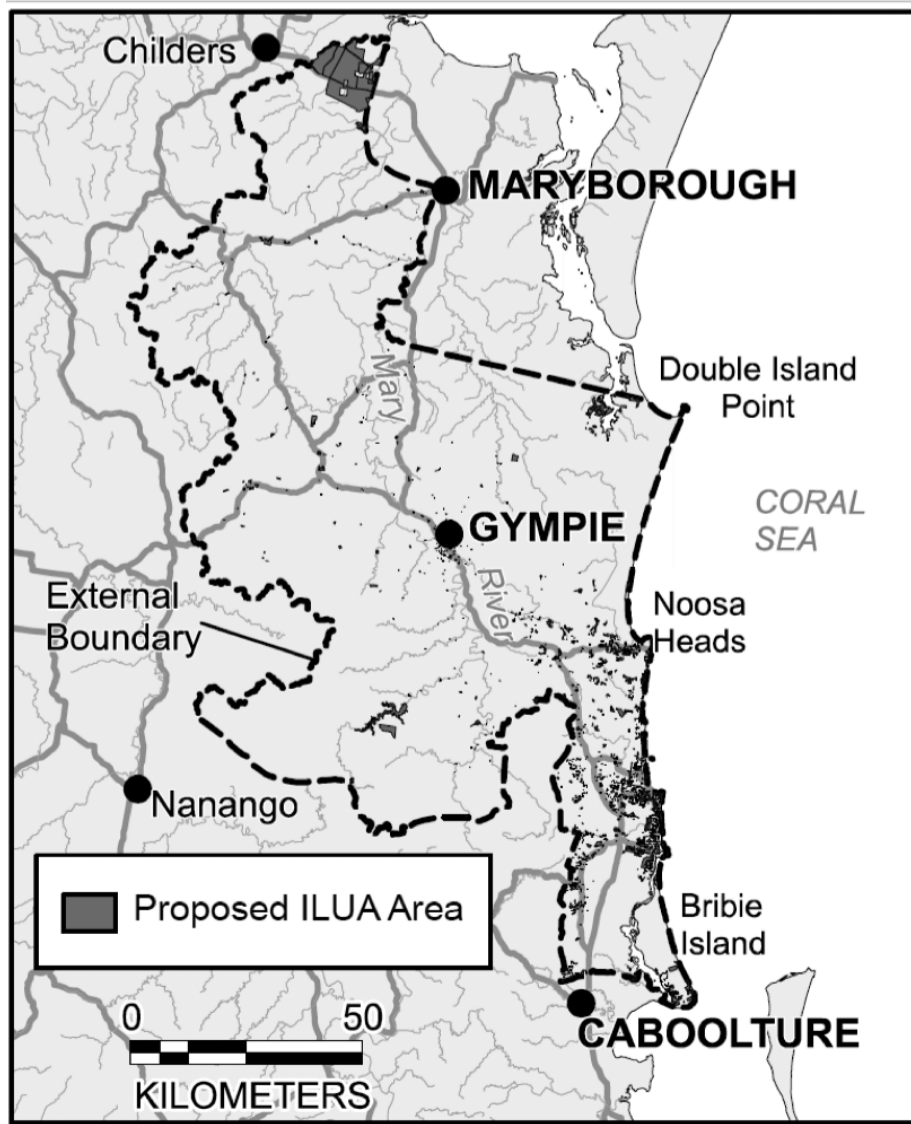 Childers
MARYBOROUGH
Double Island
Point
Mary
CORAL
SEA
GYMPIE
River
External
Boundary
Noosa
Heads
Nanango
Proposed ILUA Area
Bribie
Island
0 50
KILOMETERS
CABOOLTURE